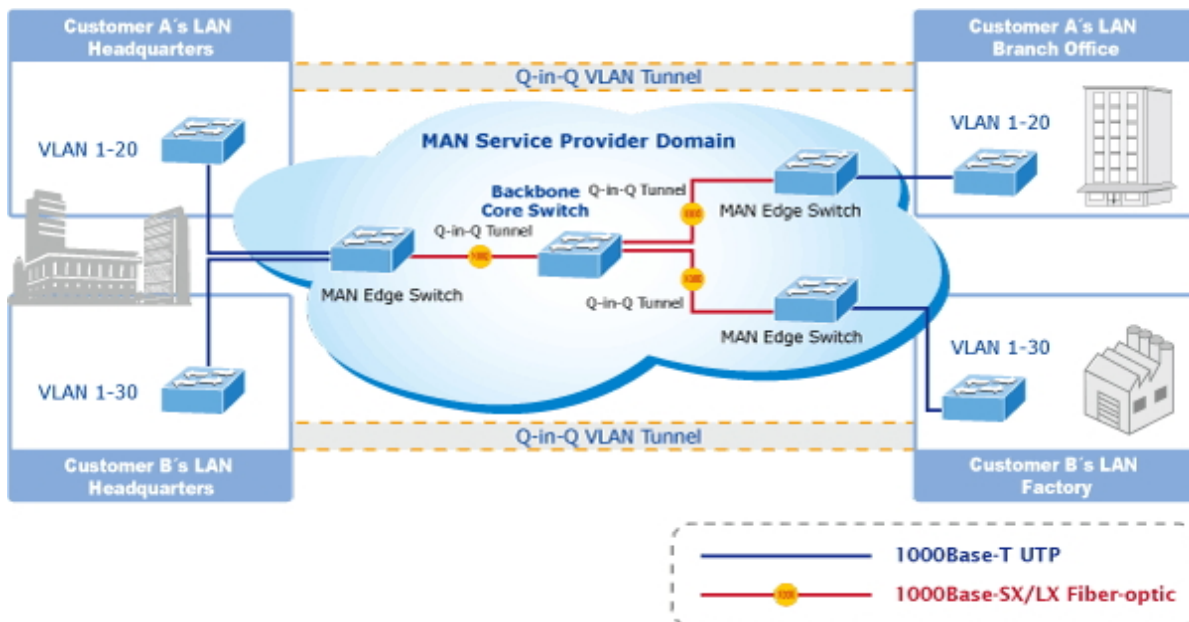 Customer A´s LAN
Headquarters
Customer A´s LAN
Branch Office
Q-in-Q VLAN Tunnel
VLAN 1-20
MAN Service Provider Domain
VLAN 1-20
Q-in-Q Tunnel
Backbone
Core Switch
MAN Edge Switch
Q-in-Q Tunnel
MAN Edge Switch
Q-in-Q Tunnel
MAN Edge Switch
VLAN 1-30
VLAN 1-30
Q-in-Q VLAN Tunnel
Customer B´s LAN
Headquarters
Customer B´s LAN
Factory
1000Base-T UTP
1000Base-SX/LX Fiber-optic